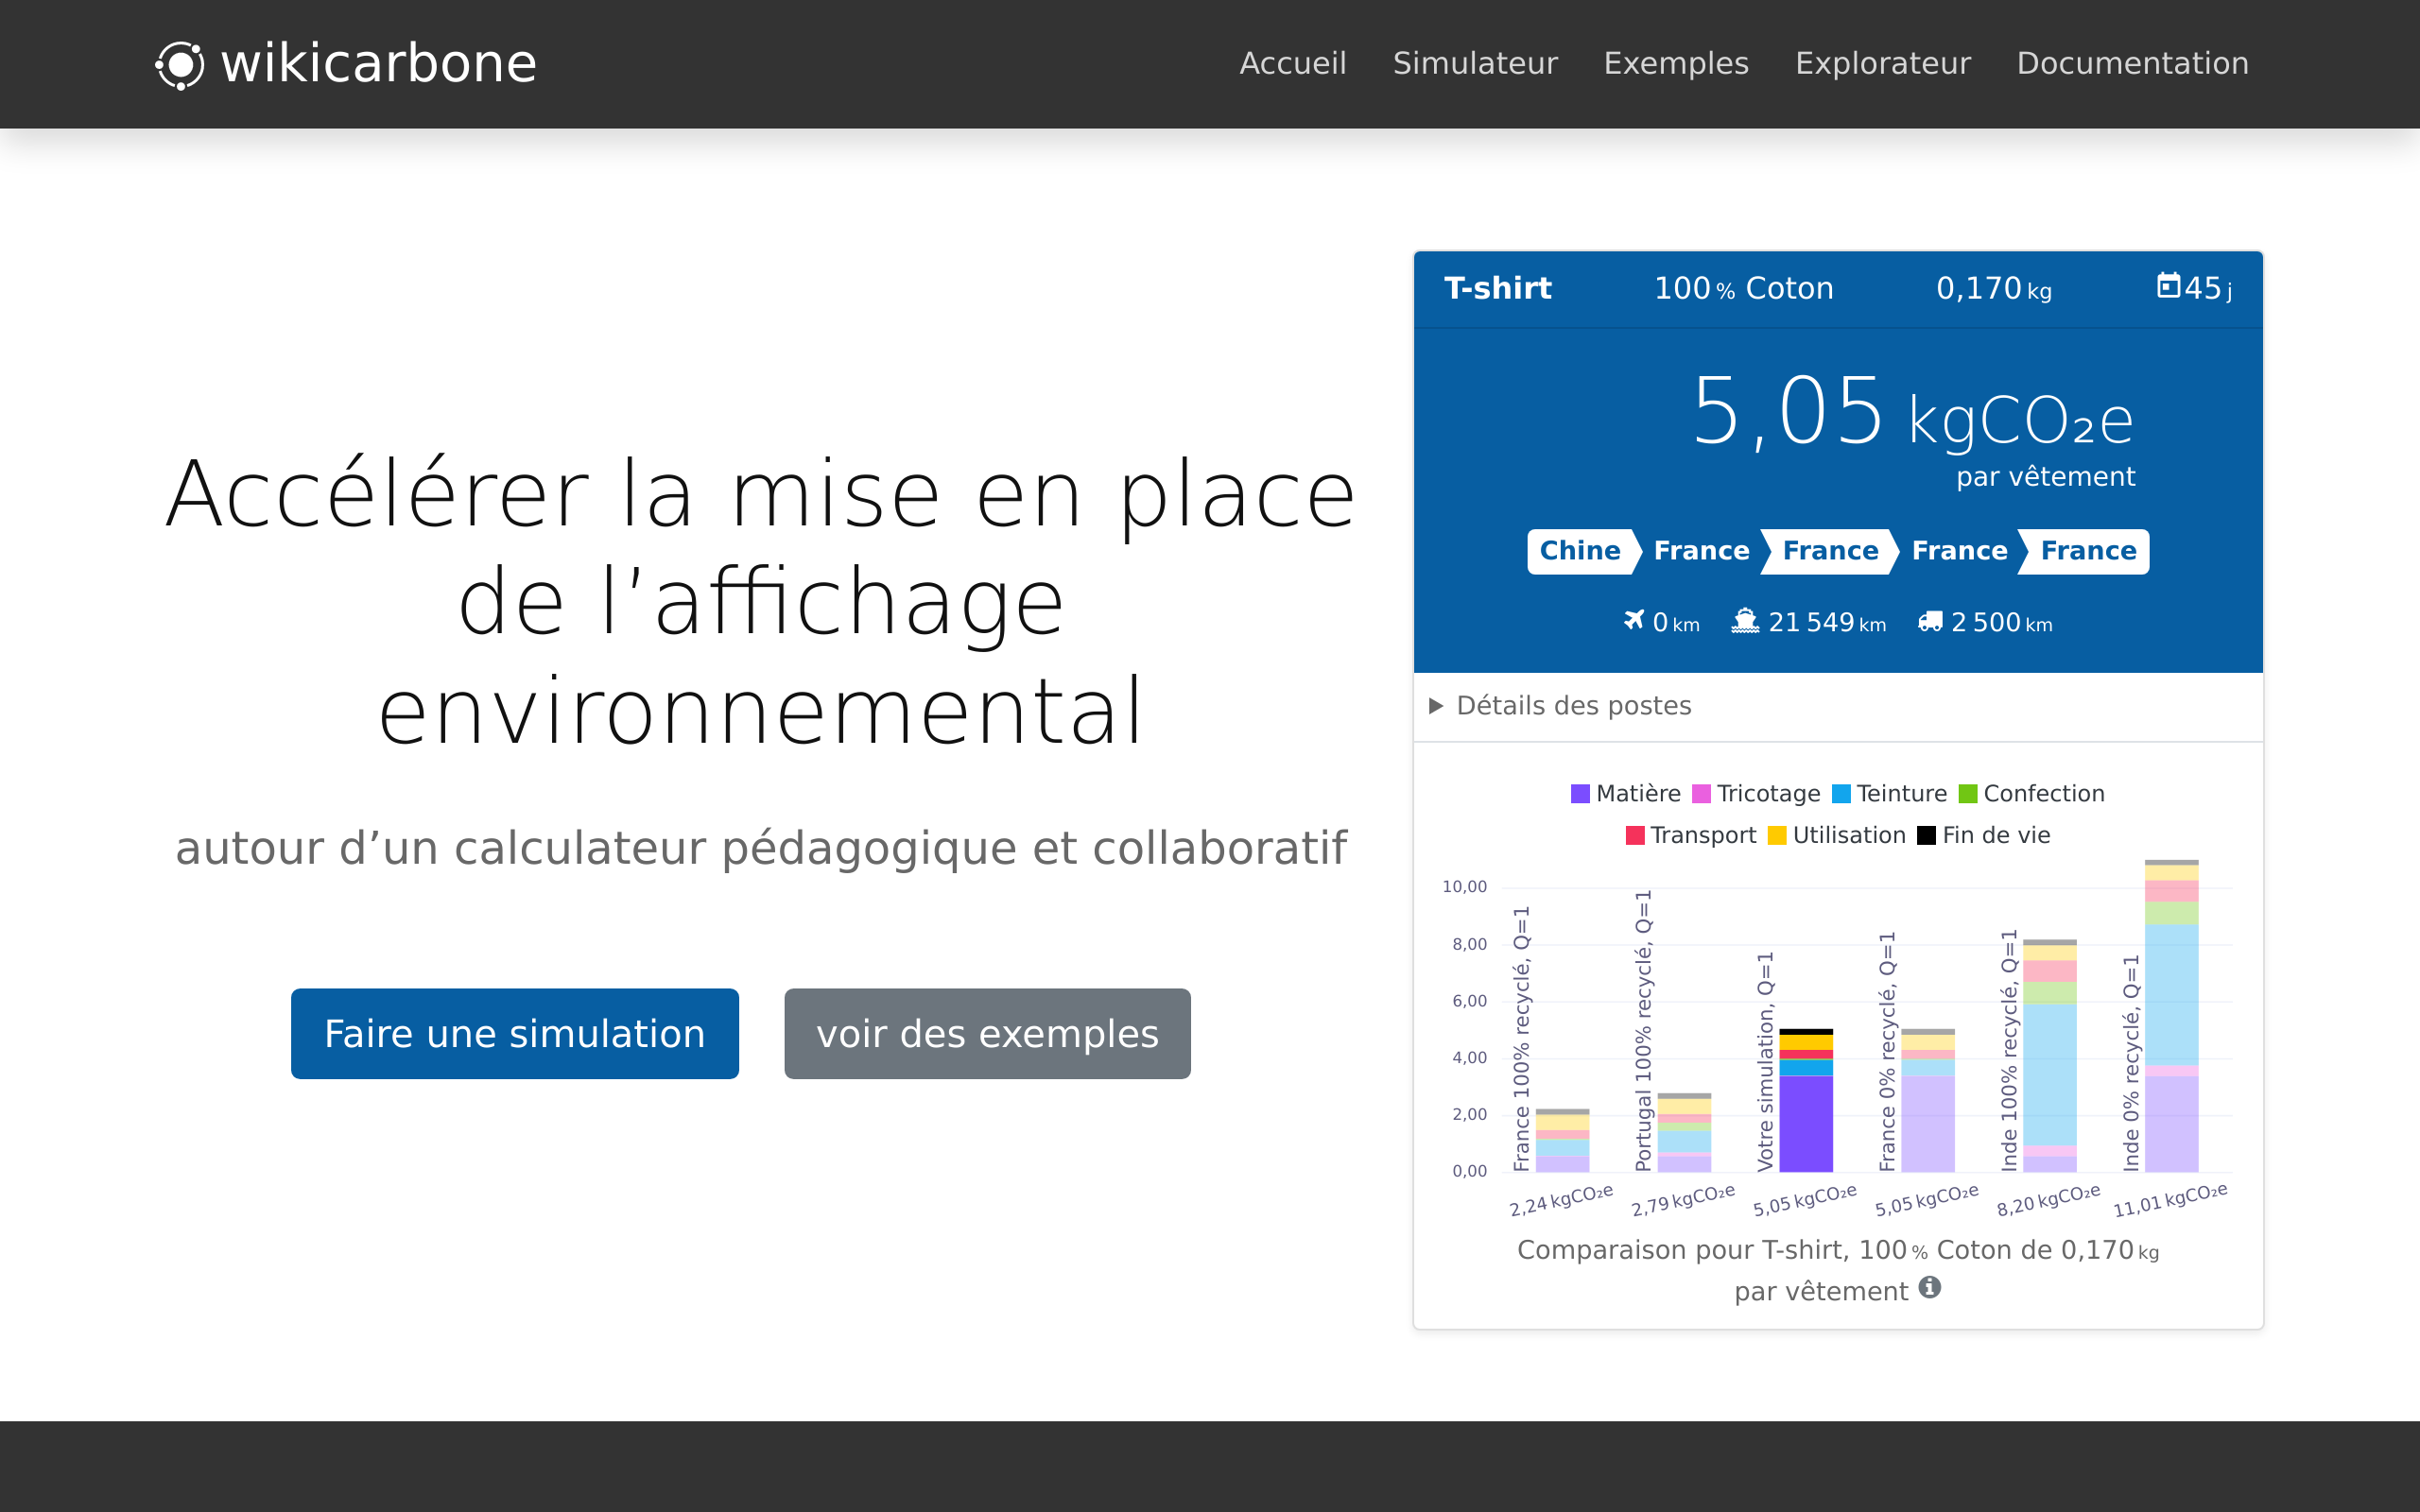 wikicarbone
Accueil Simulateur Exemples Explorateur Documentation
Accélérer la mise en place
de l’affichage
environnemental
autour d’un calculateur pédagogique et collaboratif
Faire une simulation
voir des exemples
T-shirt 100 % Coton 0,170 kg 45 j
5,05 kgCO₂e
par vêtement
Chine France France France France
0 km 21 549 km 2 500 km
Détails des postes
Matière Tricotage Teinture Confection
Transport Utilisation Fin de vie
10,00
8,00
6,00
4,00
2,00
0,00
France 100% recyclé, Q=1
Portugal 100% recyclé, Q=1
Votre simulation, Q=1
France 0% recyclé, Q=1
Inde 100% recyclé, Q=1
Inde 0% recyclé, Q=1
2,24 kgCO₂e
2,79 kgCO₂e
5,05 kgCO₂e
5,05 kgCO₂e
8,20 kgCO₂e
11,01 kgCO₂e
Comparaison pour T-shirt, 100 % Coton de 0,170 kg
par vêtement